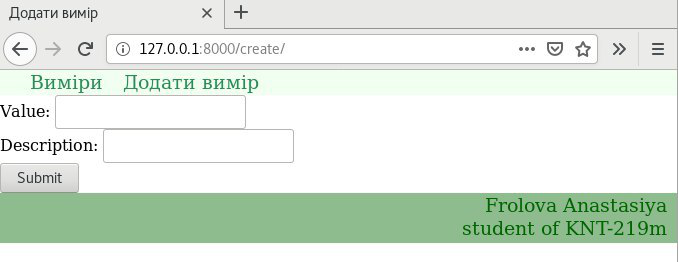 Додати вимір
127.0.0.1:8000/create/
Виміри Додати вимір
Value:
Description:
Submit
Frolova Anastasiya
student of KNT-219m